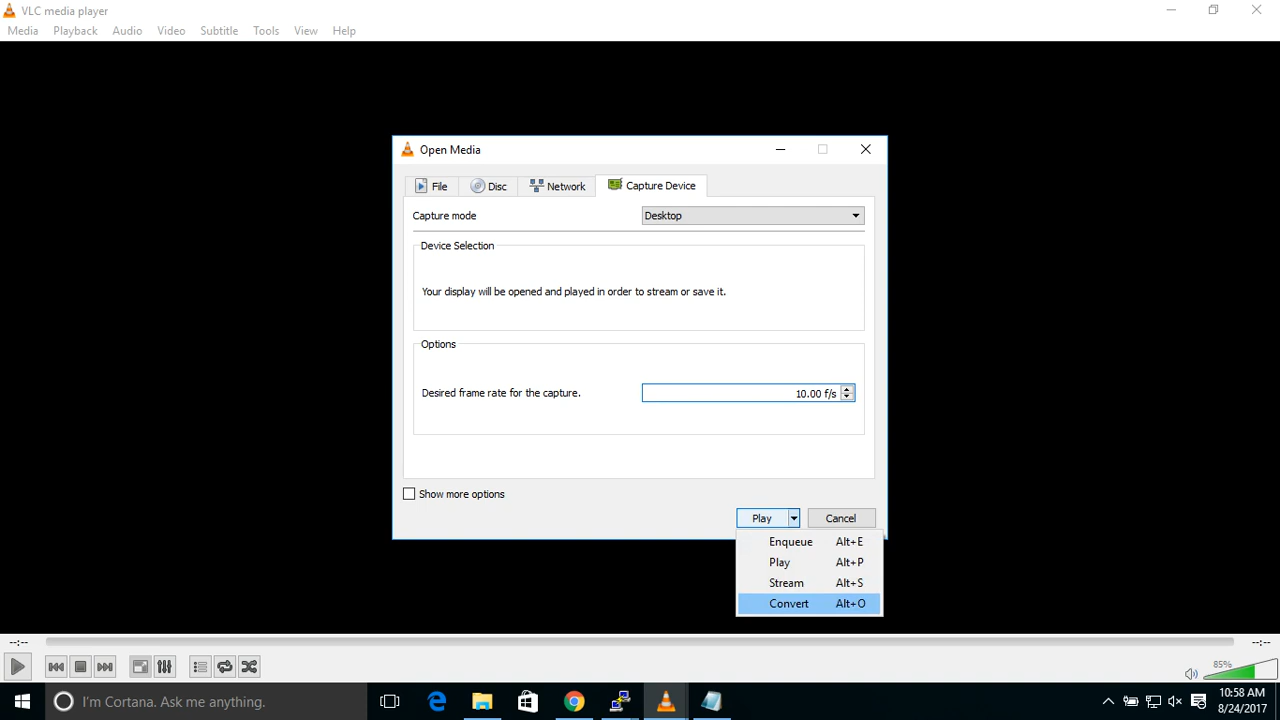 VLC media player
Media Playback Audio Video Subtitle Tools View Help
Open Media
File Disc Network Capture Device
Capture mode Desktop
Device Selection
Your display will be opened and played in order to stream or save it.
Options
Desired frame rate for the capture. 10.00 f/s
Show more options
Play Cancel
Enqueue Alt+E
Play Alt+P
Stream Alt+S
Convert Alt+O
--:-- --:--
85%
I'm Cortana. Ask me anything.
10:58 AM
8/24/2017